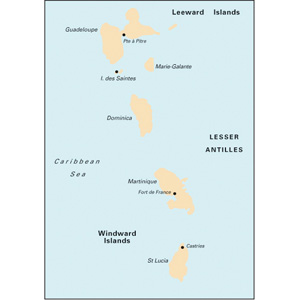 Leeward Islands
Guadeloupe
Pte à Pitre
Marie-Galante
I. des Saintes
Dominica
LESSER
ANTILLES
Caribbean
Sea
Martinique
Fort de France
Windward
Islands
Castries
St Lucia